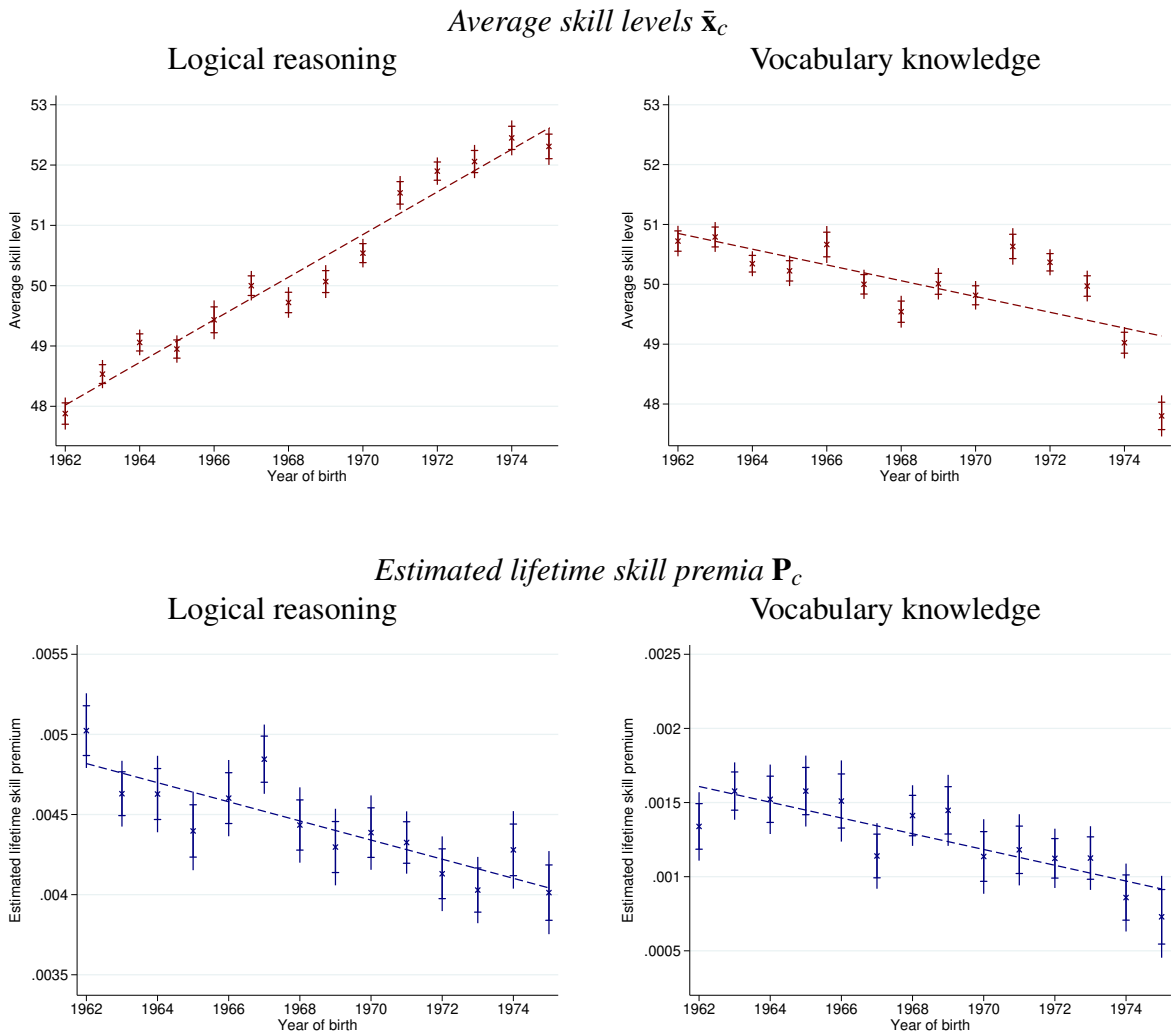 Average skill levels x̄c
Logical reasoning
Vocabulary knowledge
53
52
51
50
49
48
Average skill level
1962 1964 1966 1968 1970 1972 1974
Year of birth
53
52
51
50
49
48
Average skill level
1962 1964 1966 1968 1970 1972 1974
Year of birth
Estimated lifetime skill premia Pc
Logical reasoning
Vocabulary knowledge
.0055
.005
.0045
.004
.0035
Estimated lifetime skill premium
1962 1964 1966 1968 1970 1972 1974
Year of birth
.0025
.002
.0015
.001
.0005
Estimated lifetime skill premium
1962 1964 1966 1968 1970 1972 1974
Year of birth